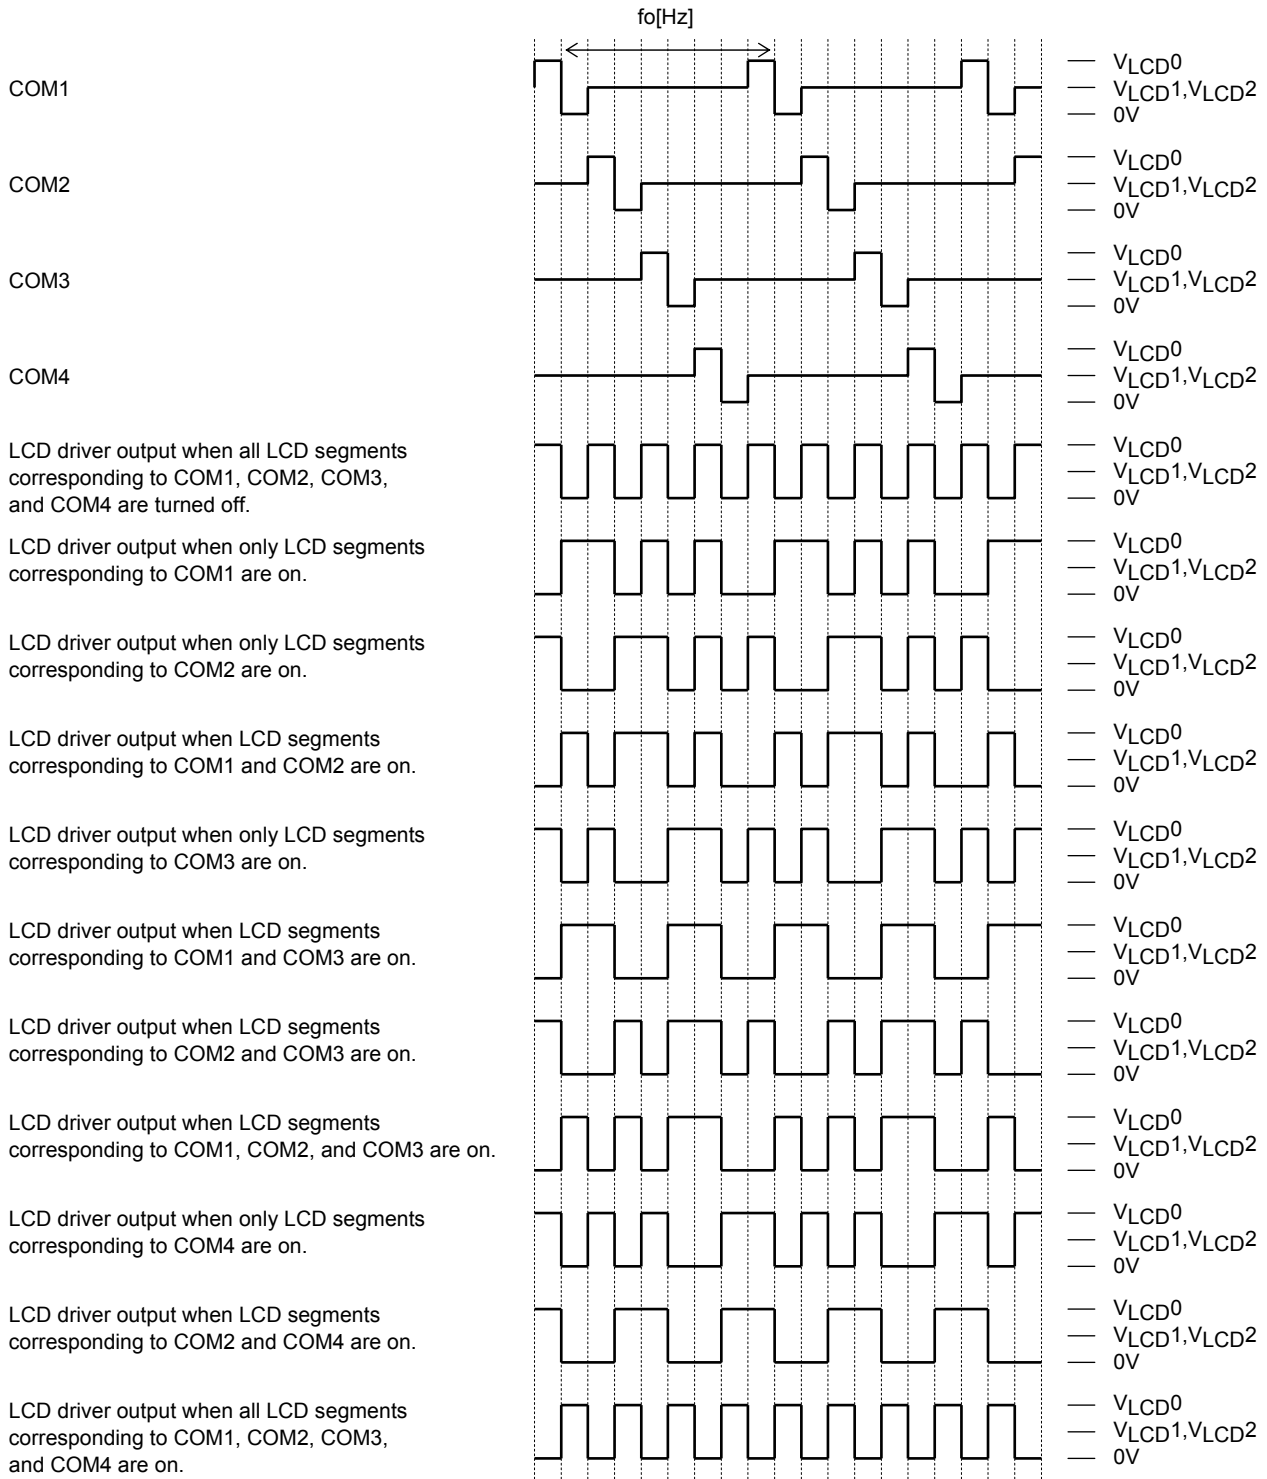 fo[Hz]
COM1
VLCD0
VLCD1,VLCD2
0V
COM2
VLCD0
VLCD1,VLCD2
0V
COM3
VLCD0
VLCD1,VLCD2
0V
COM4
VLCD0
VLCD1,VLCD2
0V
LCD driver output when all LCD segments
corresponding to COM1, COM2, COM3,
and COM4 are turned off.
VLCD0
VLCD1,VLCD2
0V
LCD driver output when only LCD segments
corresponding to COM1 are on.
VLCD0
VLCD1,VLCD2
0V
LCD driver output when only LCD segments
corresponding to COM2 are on.
VLCD0
VLCD1,VLCD2
0V
LCD driver output when LCD segments
corresponding to COM1 and COM2 are on.
VLCD0
VLCD1,VLCD2
0V
LCD driver output when only LCD segments
corresponding to COM3 are on.
VLCD0
VLCD1,VLCD2
0V
LCD driver output when LCD segments
corresponding to COM1 and COM3 are on.
VLCD0
VLCD1,VLCD2
0V
LCD driver output when LCD segments
corresponding to COM2 and COM3 are on.
VLCD0
VLCD1,VLCD2
0V
LCD driver output when LCD segments
corresponding to COM1, COM2, and COM3 are on.
VLCD0
VLCD1,VLCD2
0V
LCD driver output when only LCD segments
corresponding to COM4 are on.
VLCD0
VLCD1,VLCD2
0V
LCD driver output when LCD segments
corresponding to COM2 and COM4 are on.
VLCD0
VLCD1,VLCD2
0V
LCD driver output when all LCD segments
corresponding to COM1, COM2, COM3,
and COM4 are on.
VLCD0
VLCD1,VLCD2
0V